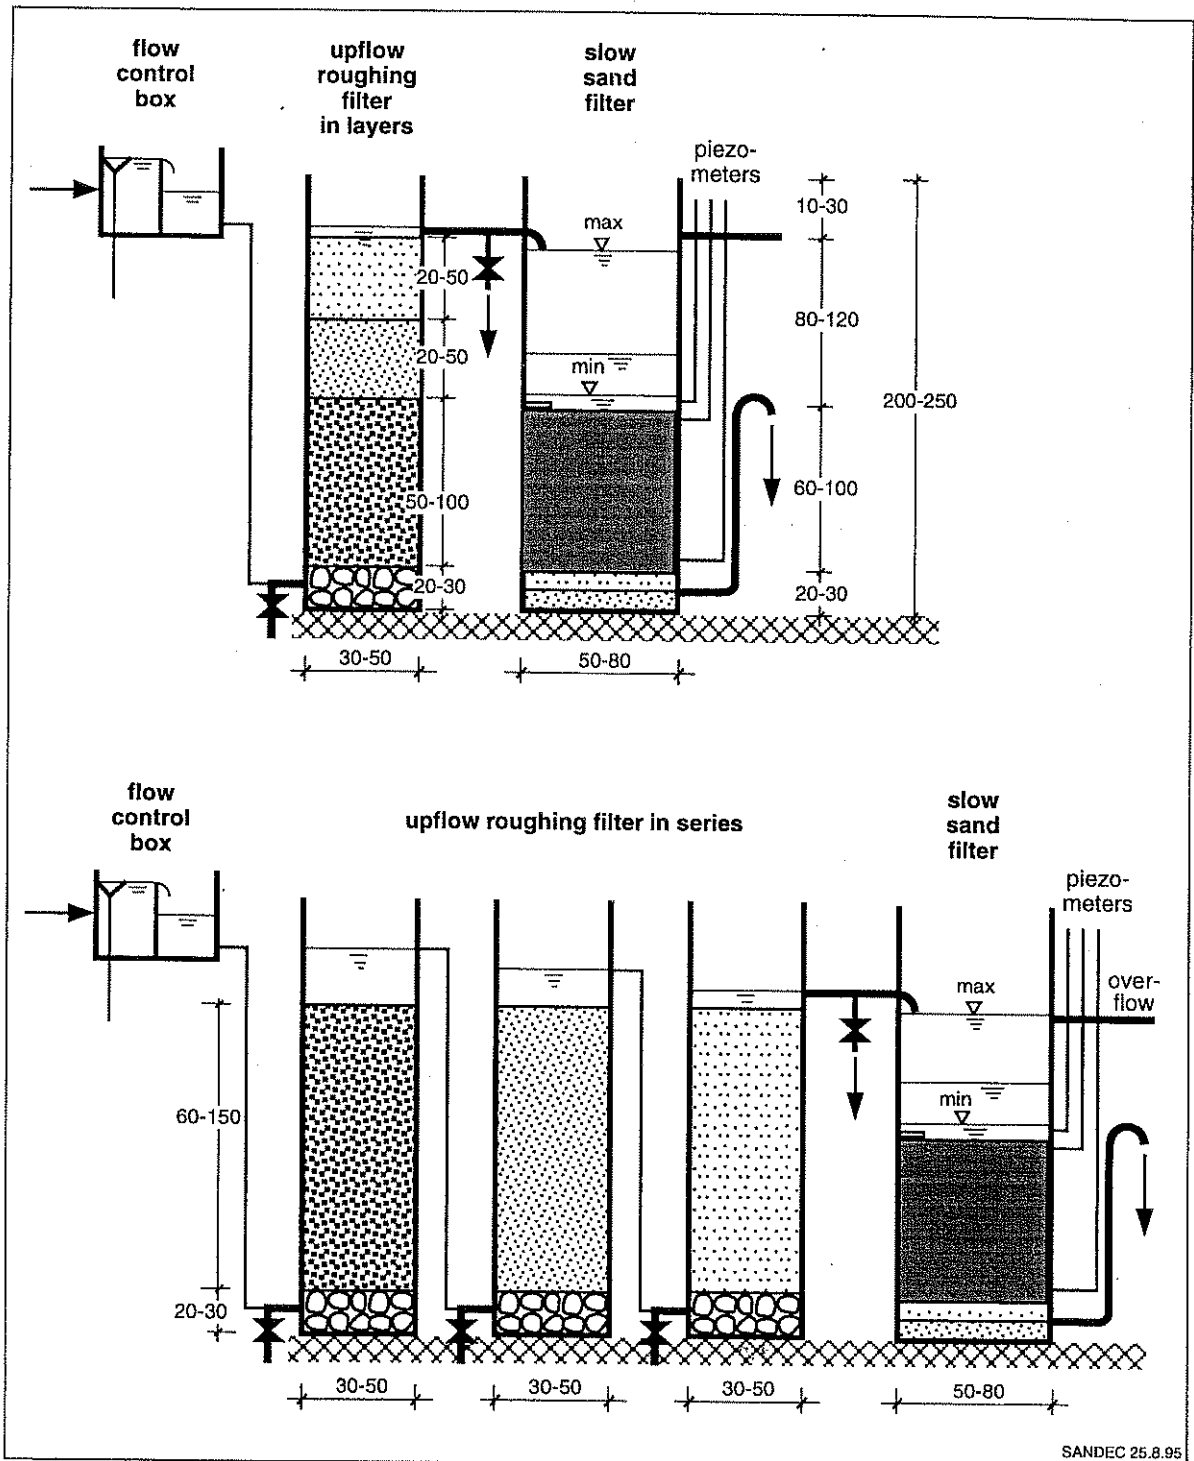 flow
control
box
upflow
roughing
filter
in layers
slow
sand
filter
piezo-
meters
max
min
20-50
20-50
50-100
20-30
10-30
80-120
60-100
20-30
200-250
30-50
50-80
flow
control
box
upflow roughing filter in series
slow
sand
filter
piezo-
meters
over-
flow
max
min
60-150
20-30
30-50
30-50
30-50
50-80
SANDEC 25.8.95